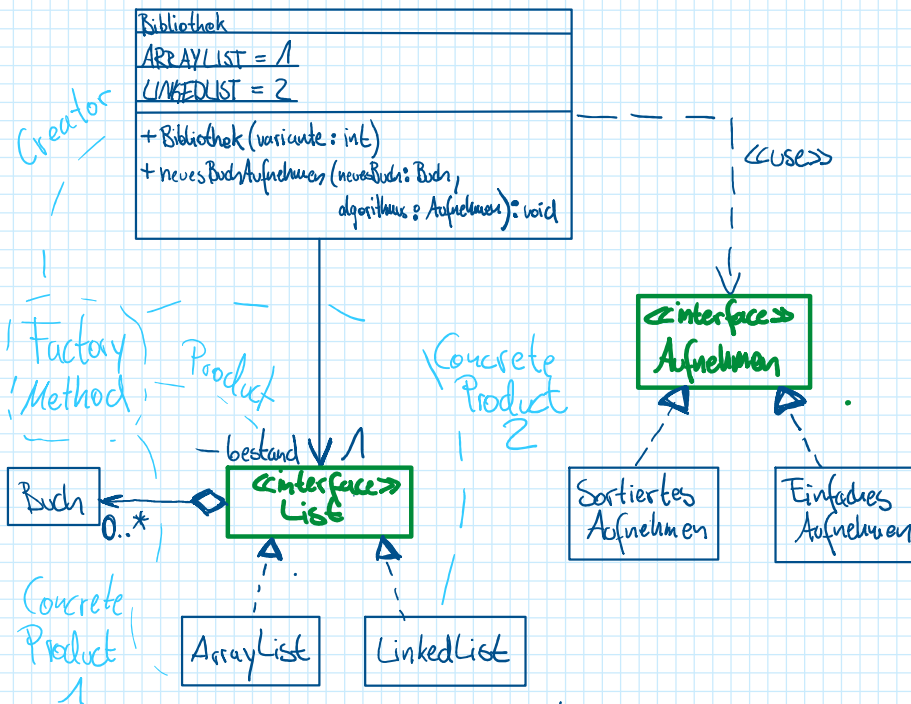 Bibliothek
ARRAYLIST = 1
LINKEDLIST = 2
+ Bibliothek (variante: int)
+ neuesBuchAufnehmen (neuesBuch: Buch,
algorithmus: Aufnehmen): void
Creator
<<use>>
<<interface>>
Aufnehmen
Factory
Method
Product
Concrete
Product
2
- bestand 1
<<interface>>
List
Buch
0..*
Sortiertes
Aufnehmen
Einfaches
Aufnehmen
Concrete
Product
1
ArrayList
LinkedList